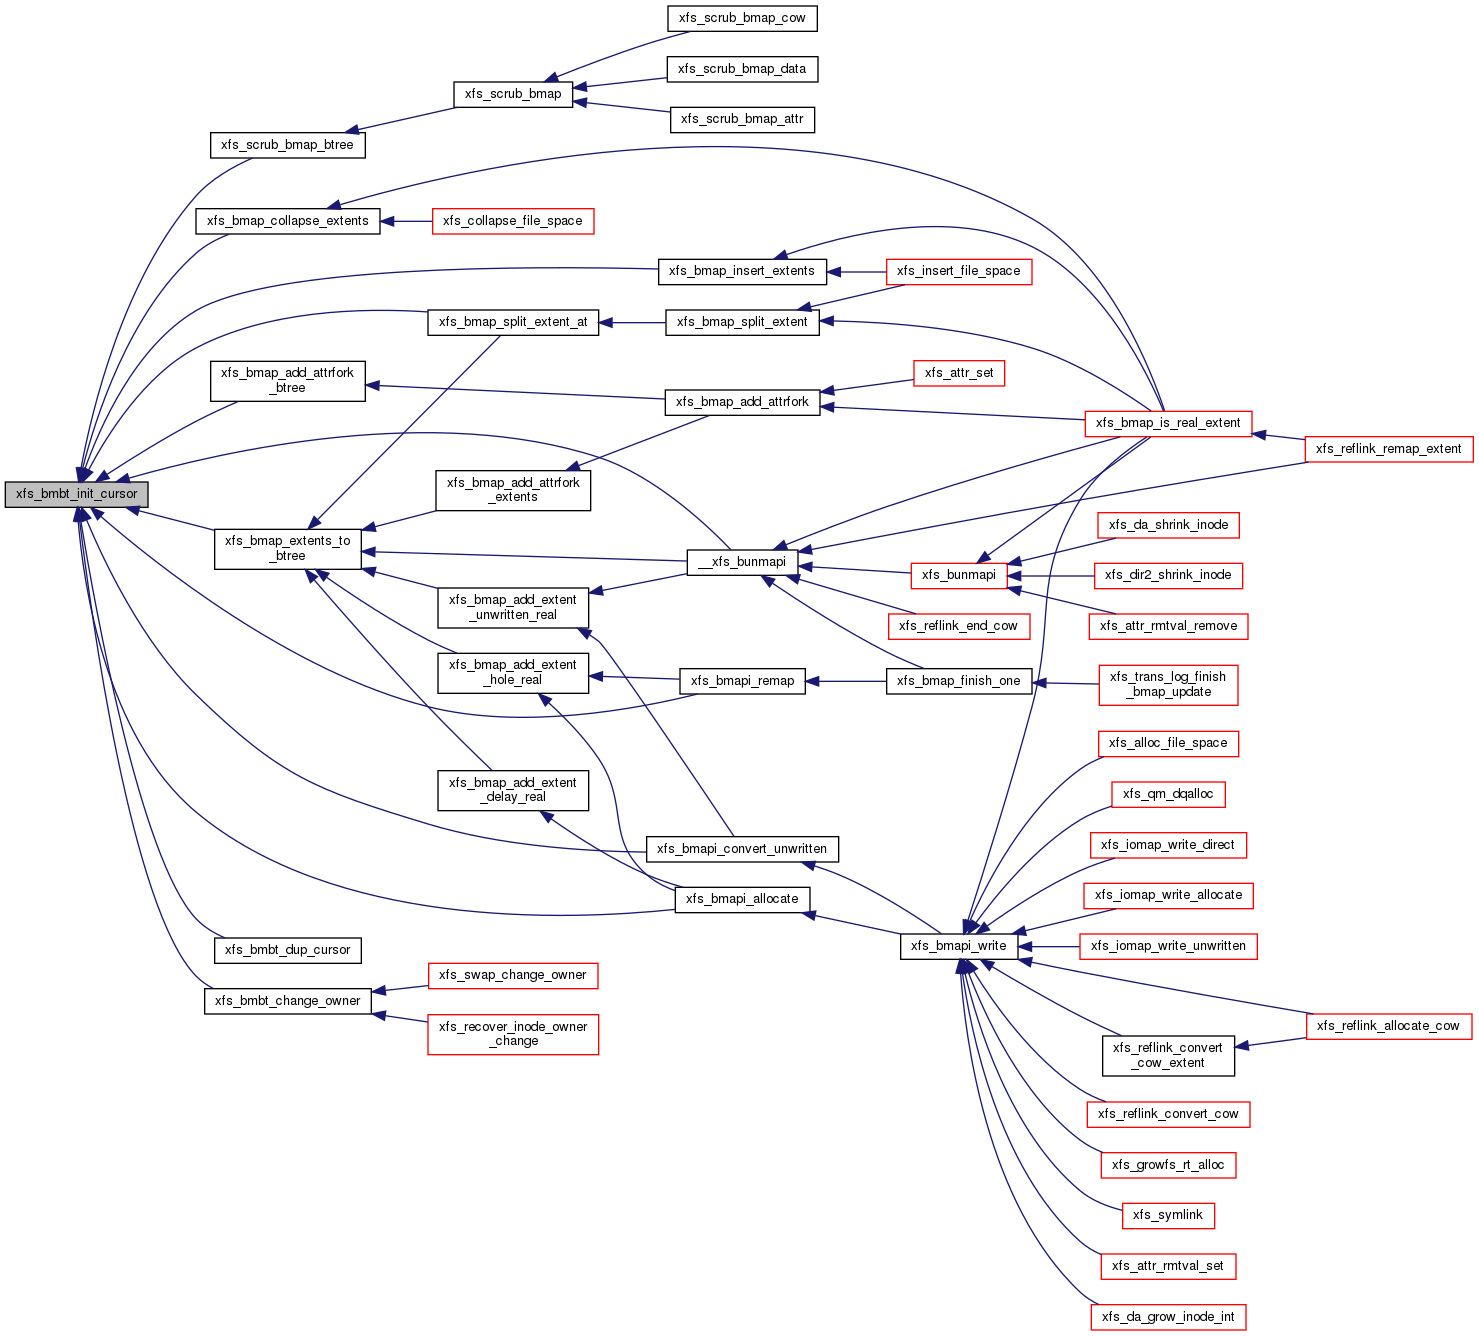 xfs_scrub_bmap_cow
xfs_scrub_bmap_data
xfs_scrub_bmap
xfs_scrub_bmap_attr
xfs_scrub_bmap_btree
xfs_bmap_collapse_extents
xfs_collapse_file_space
xfs_bmap_insert_extents
xfs_insert_file_space
xfs_bmap_split_extent_at
xfs_bmap_split_extent
xfs_bmap_add_attrfork
_btree
xfs_attr_set
xfs_bmap_add_attrfork
xfs_bmap_is_real_extent
xfs_reflink_remap_extent
xfs_bmap_add_attrfork
_extents
xfs_bmbt_init_cursor
xfs_da_shrink_inode
xfs_bmap_extents_to
_btree
__xfs_bunmapi
xfs_bunmapi
xfs_dir2_shrink_inode
xfs_bmap_add_extent
_unwritten_real
xfs_reflink_end_cow
xfs_attr_rmtval_remove
xfs_bmap_add_extent
_hole_real
xfs_bmapi_remap
xfs_bmap_finish_one
xfs_trans_log_finish
_bmap_update
xfs_alloc_file_space
xfs_bmap_add_extent
_delay_real
xfs_qm_dqalloc
xfs_bmapi_convert_unwritten
xfs_iomap_write_direct
xfs_bmapi_allocate
xfs_iomap_write_allocate
xfs_bmbt_dup_cursor
xfs_bmapi_write
xfs_iomap_write_unwritten
xfs_swap_change_owner
xfs_bmbt_change_owner
xfs_recover_inode_owner
_change
xfs_reflink_allocate_cow
xfs_reflink_convert
_cow_extent
xfs_reflink_convert_cow
xfs_growfs_rt_alloc
xfs_symlink
xfs_attr_rmtval_set
xfs_da_grow_inode_int